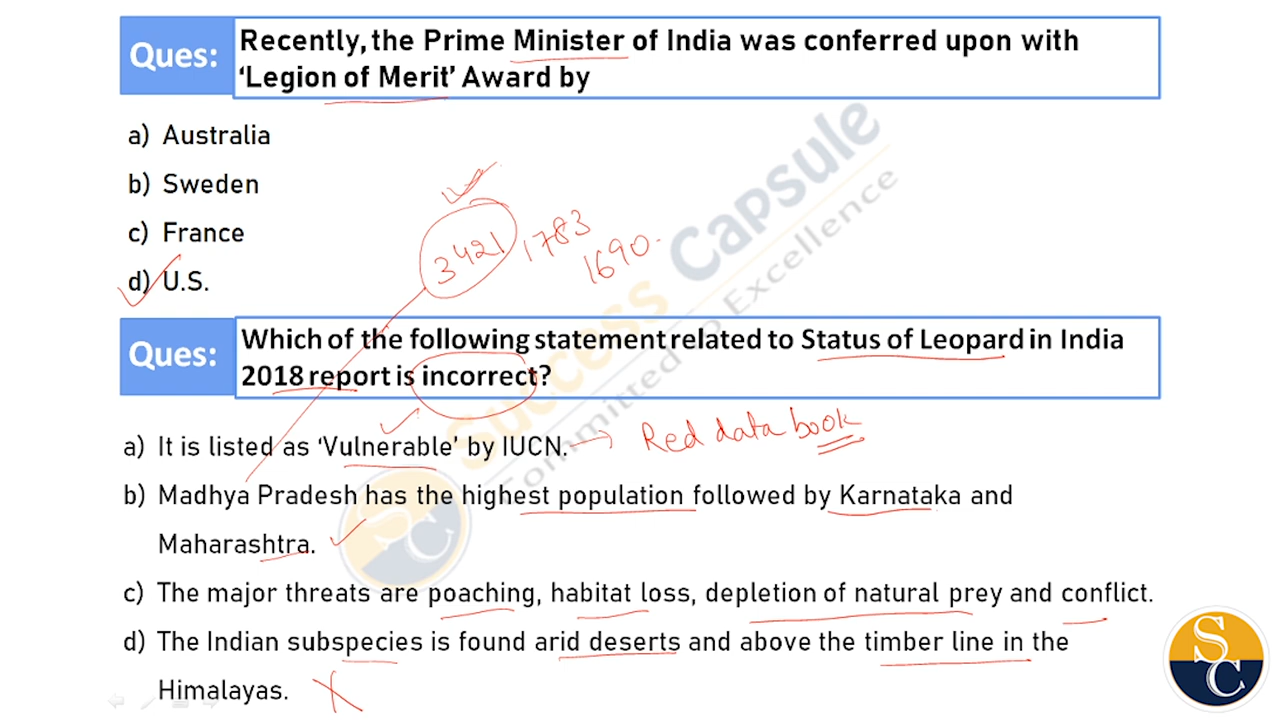 Ques:
Recently, the Prime Minister of India was conferred upon with
‘Legion of Merit’ Award by
a) Australia
b) Sweden
c) France
d) U.S.
3421
1783
1690
Success Capsule
Committed to Excellence
Ques:
Which of the following statement related to Status of Leopard in India
2018 report is incorrect?
a) It is listed as ‘Vulnerable’ by IUCN.
→ Red data book
b) Madhya Pradesh has the highest population followed by Karnataka and
Maharashtra.
c) The major threats are poaching, habitat loss, depletion of natural prey and conflict.
d) The Indian subspecies is found arid deserts and above the timber line in the
Himalayas.
SC
SC